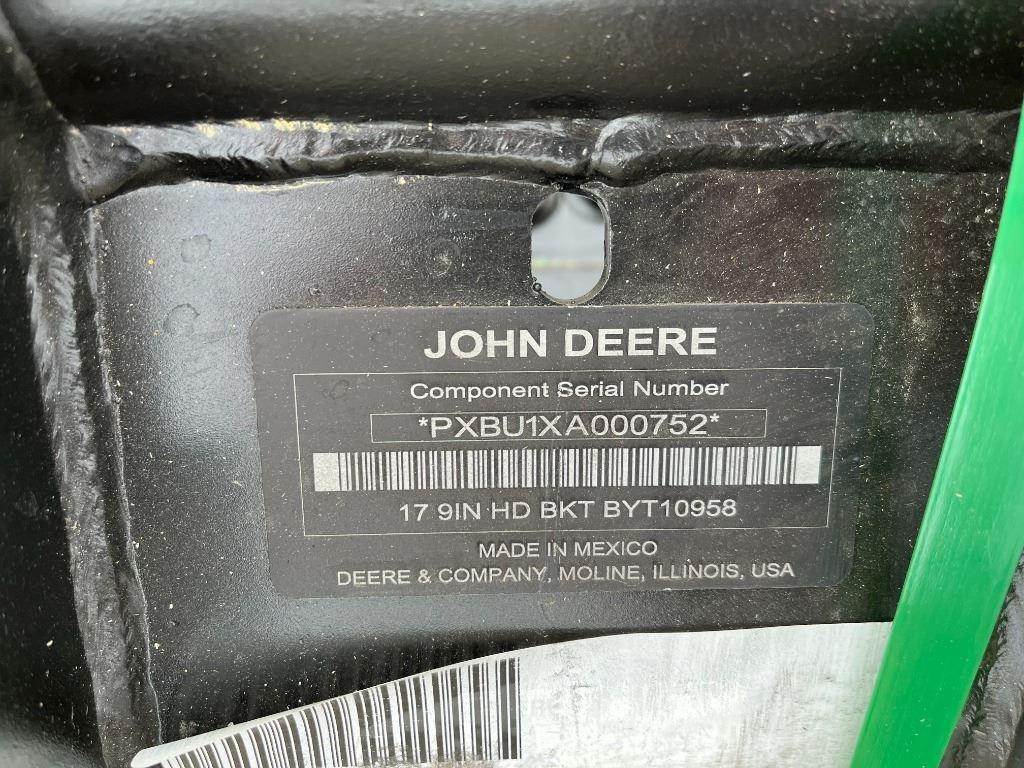 JOHN DEERE
Component Serial Number
*PXBU1XA000752*
17 9IN HD BKT BYT10958
MADE IN MEXICO
DEERE & COMPANY, MOLINE, ILLINOIS, USA